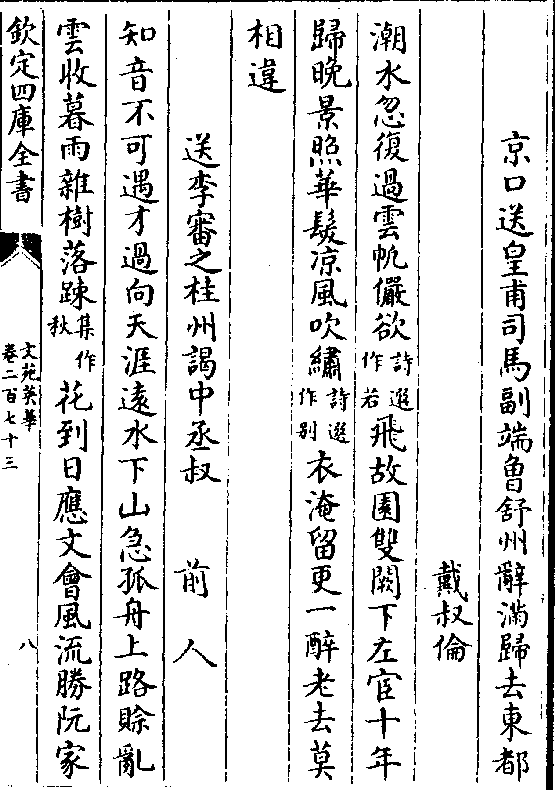 京口送皇甫司馬副端曾舒州辭滿歸去東都
戴叔倫
潮水忽復過雲帆儼欲詩選作若飛故園雙闕下左宦十年
歸晚景照華髮凉風吹繡詩選作别衣淹留更一醉老去莫
相違
送李審之桂州謁中丞叔　前人
知音不可遇才過向天涯遠水下山急孤舟上路賒亂
雲收暮雨雜樹落踈集作秋花到日應文會風流勝阮家
欽定四庫全書
文苑英華
卷二百七十三
八